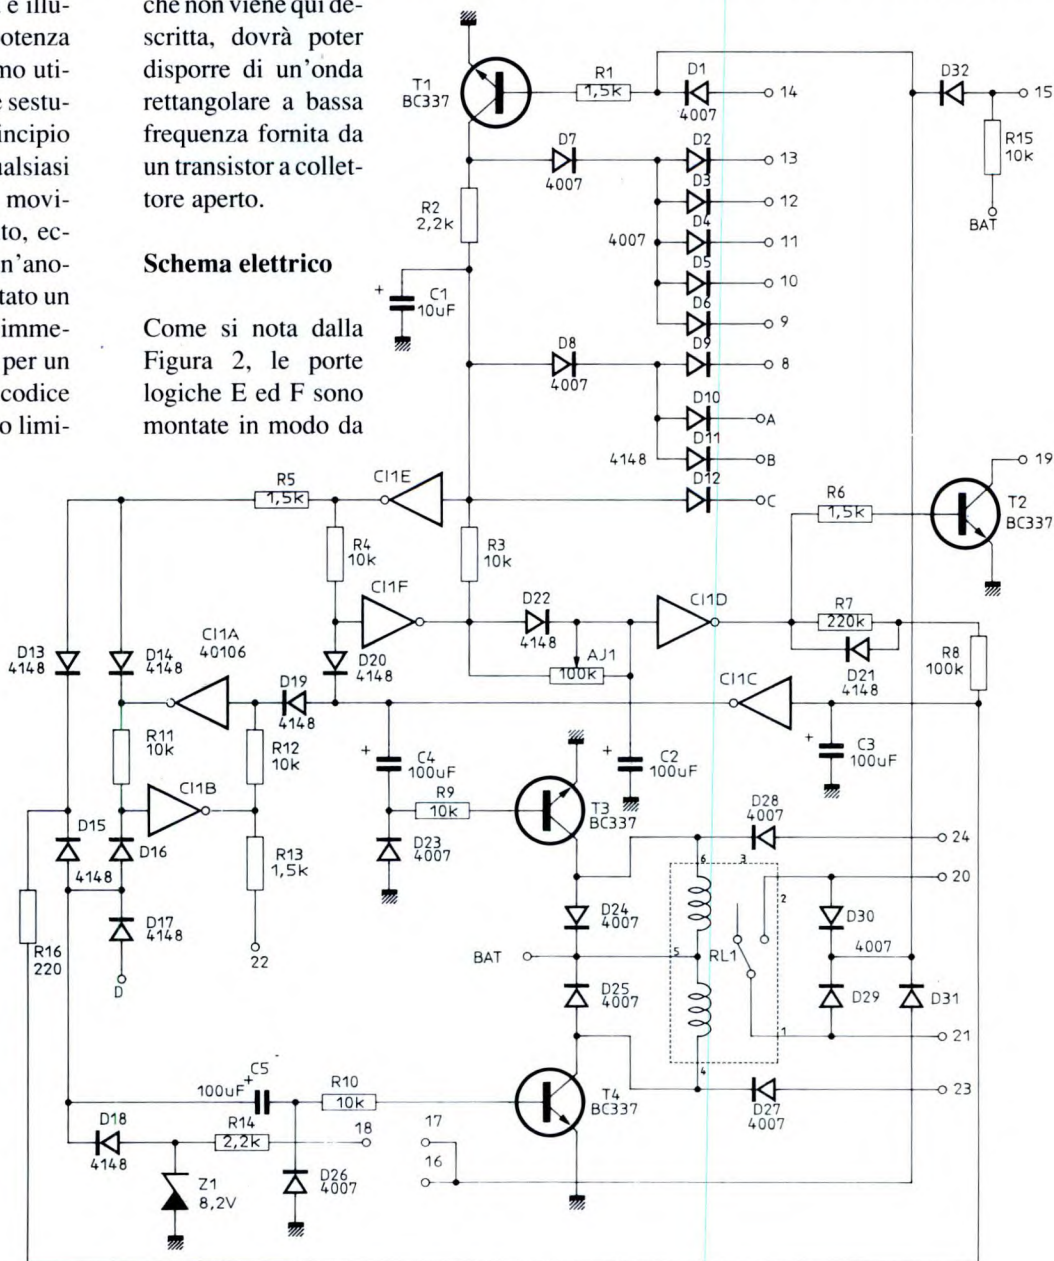 e illu-
otenza
mo uti-
e sestu-
incipio
ualsiasi
movi-
to, ec-
n'ano-
tato un
imme-
per un
codice
o limi-
che non viene qui de-
scritta, dovrà poter
disporre di un'onda
rettangolare a bassa
frequenza fornita da
un transistor a collet-
tore aperto.
Schema elettrico
Come si nota dalla
Figura 2, le porte
logiche E ed F sono
montate in modo da
T1
BC337
R1
1,5k
D1
4007
14
D32
15
R15
10k
BAT
D7
4007
D2
13
D3
12
4007
D4
11
D5
10
D6
9
R2
2,2k
+
C1
10uF
D8
4007
D9
8
D10
A
D11
4148
B
D12
C
R5
1,5k
CI1E
R4
10k
R3
10k
R6
1,5k
19
T2
BC337
CI1F
D22
4148
AJ1
100k
CI1D
R7
220k
D21
4148
R8
100k
D13
4148
D14
4148
CI1A
40106
D19
4148
D20
4148
CI1C
R11
10k
R12
10k
+
C4
100uF
+
C2
100uF
+
C3
100uF
CI1B
R9
10k
T3
BC337
D28
4007
24
D15
4148
D16
R13
1,5k
D23
4007
6
3
20
2
R16
220
D17
4148
D
22
D24
4007
BAT
5
RL1
D30
4007
D25
4007
D29
D31
1
21
4
C5
100uF
+
R10
10k
T4
BC337
D27
4007
23
D18
4148
R14
2,2k
18
17
16
Z1
8,2V
D26
4007